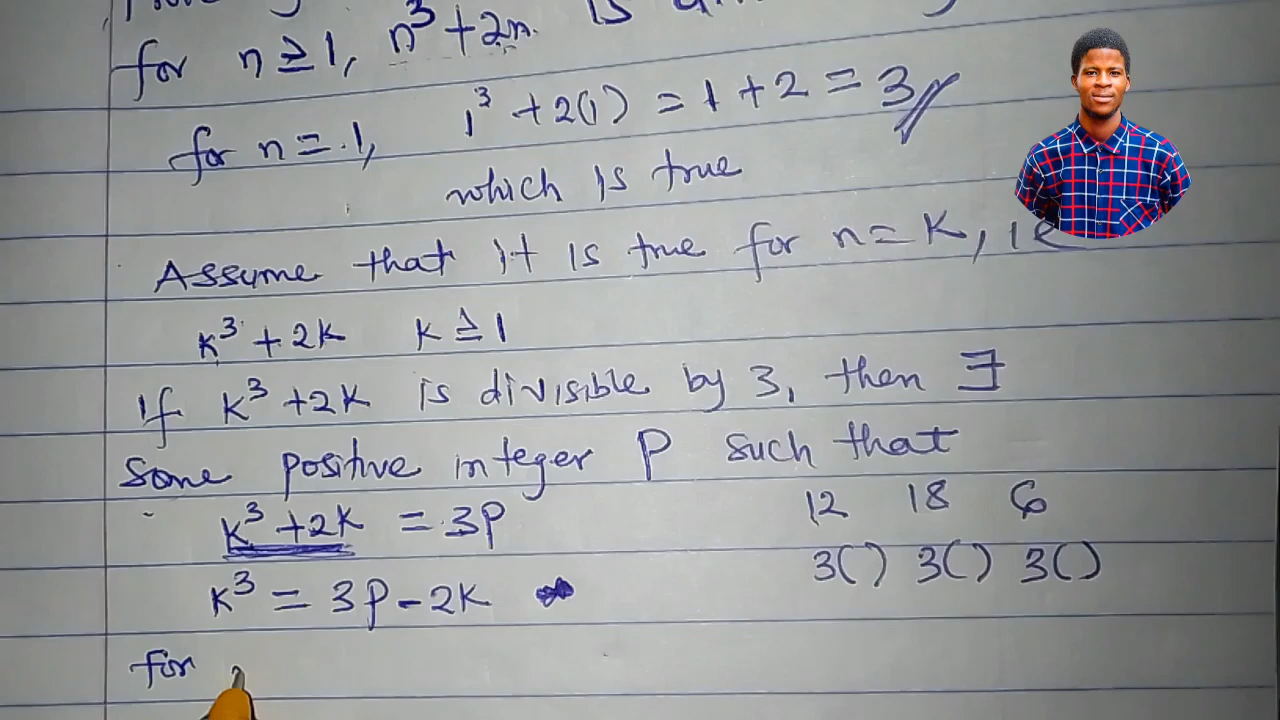 for n ≥ 1, n³ + 2n is
for n = 1, 1³ + 2(1) = 1 + 2 = 3
which is true
Assume that it is true for n = K, ie
K³ + 2K K ≥ 1
If K³ + 2K is divisible by 3, then ∃
some positive integer P such that
K³ + 2K = 3P 12 18 6
K³ = 3P - 2K 3( ) 3( ) 3( )
for